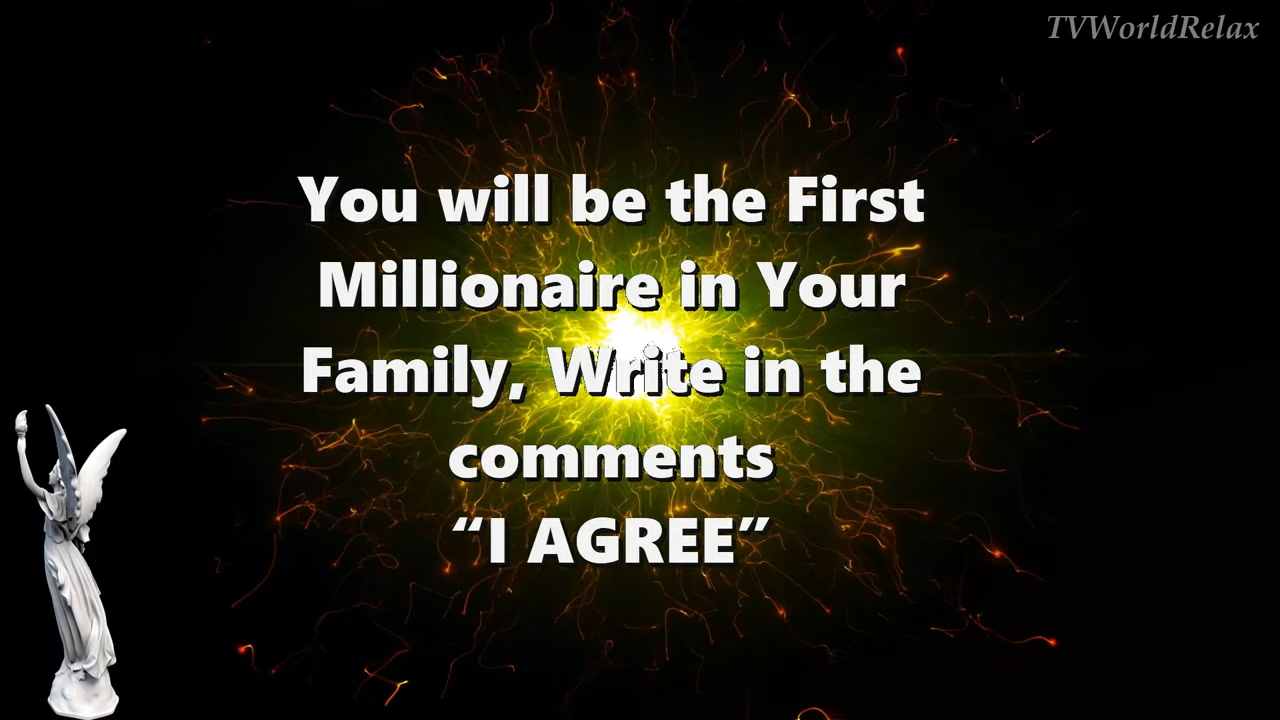 TVWorldRelax
You will be the First
Millionaire in Your
Family, Write in the
comments
“I AGREE”